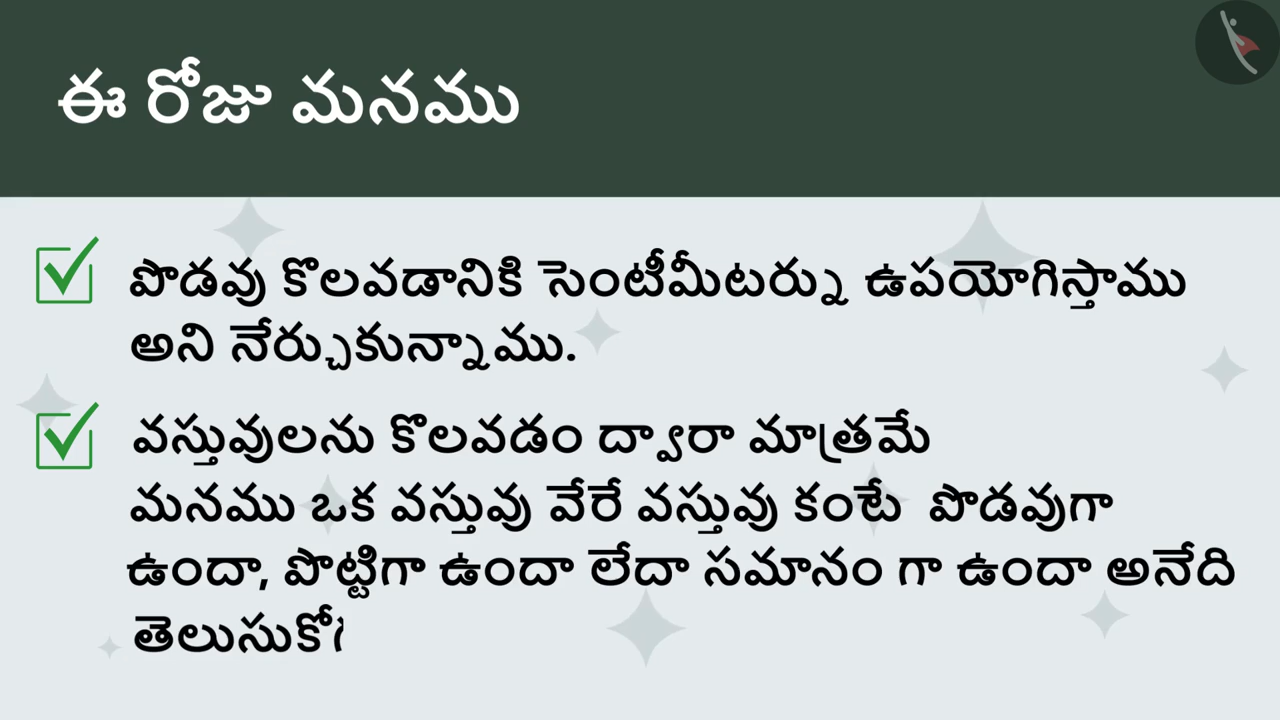 ఈ రోజు మనము
పొడవు కొలవడానికి సెంటీమీటర్ను ఉపయోగిస్తాము
అని నేర్చుకున్నాము.
వస్తువులను కొలవడం ద్వారా మాత్రమే
మనము ఒక వస్తువు వేరే వస్తువు కంటే పొడవుగా
ఉందా, పొట్టిగా ఉందా లేదా సమానం గా ఉందా అనేది